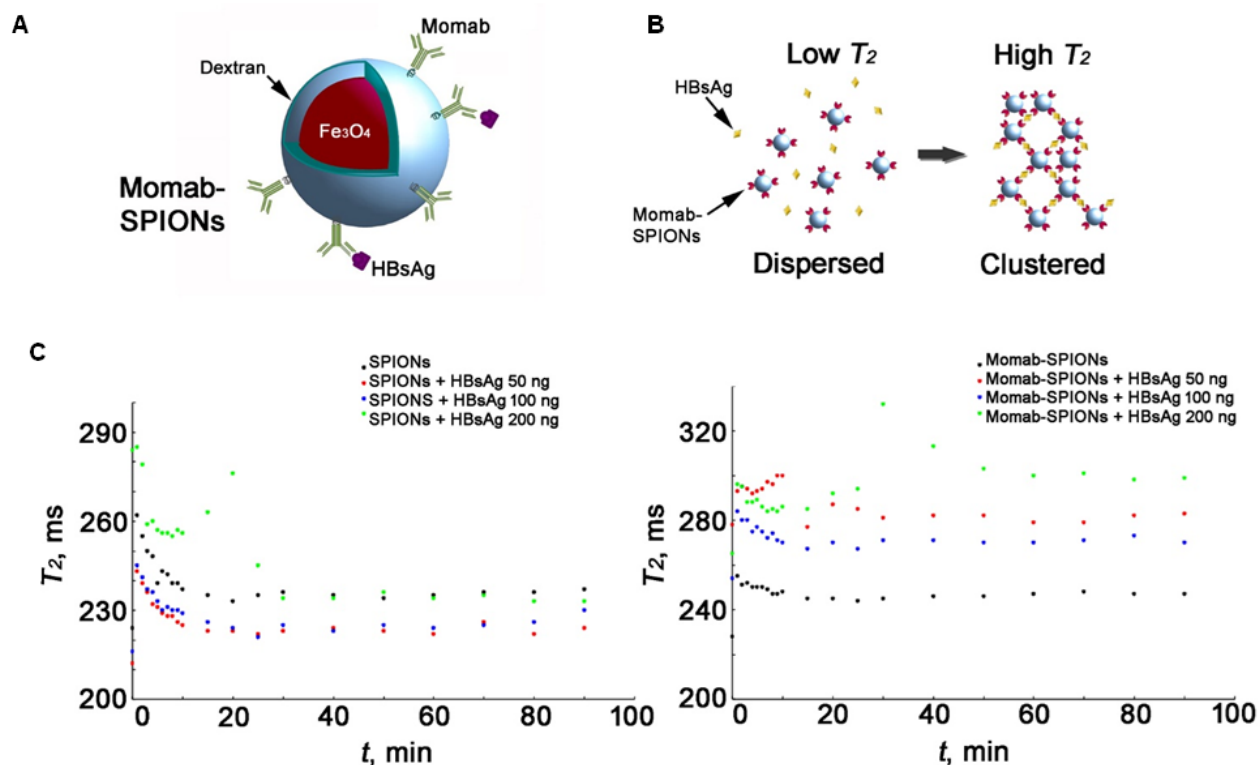 A
Momab
Dextran
Fe₃O₄
Momab-
SPIONs
HBsAg
B
Low T₂
High T₂
HBsAg
Momab-
SPIONs
Dispersed
Clustered
C
SPIONs
SPIONs + HBsAg 50 ng
SPIONS + HBsAg 100 ng
SPIONs + HBsAg 200 ng
T₂, ms
290
260
230
200
0 20 40 60 80 100
t, min
Momab-SPIONs
Momab-SPIONs + HBsAg 50 ng
Momab-SPIONs + HBsAg 100 ng
Momab-SPIONs + HBsAg 200 ng
T₂, ms
320
280
240
200
0 20 40 60 80 100
t, min